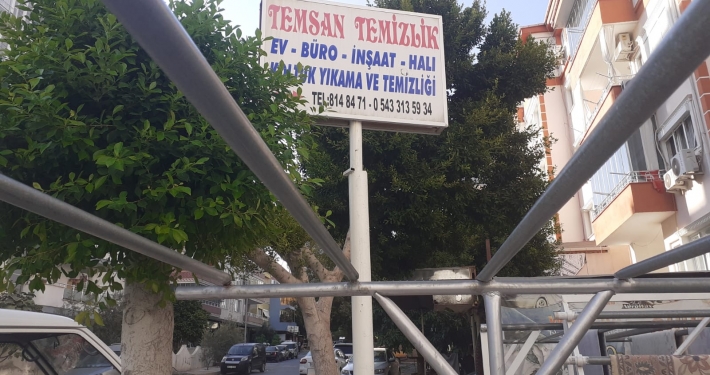 TEMSAN TEMİZLİK
EV - BÜRO - İNŞAAT - HALI
KOLTUK YIKAMA VE TEMİZLİĞİ
TEL:814 84 71 - 0 543 313 59 34